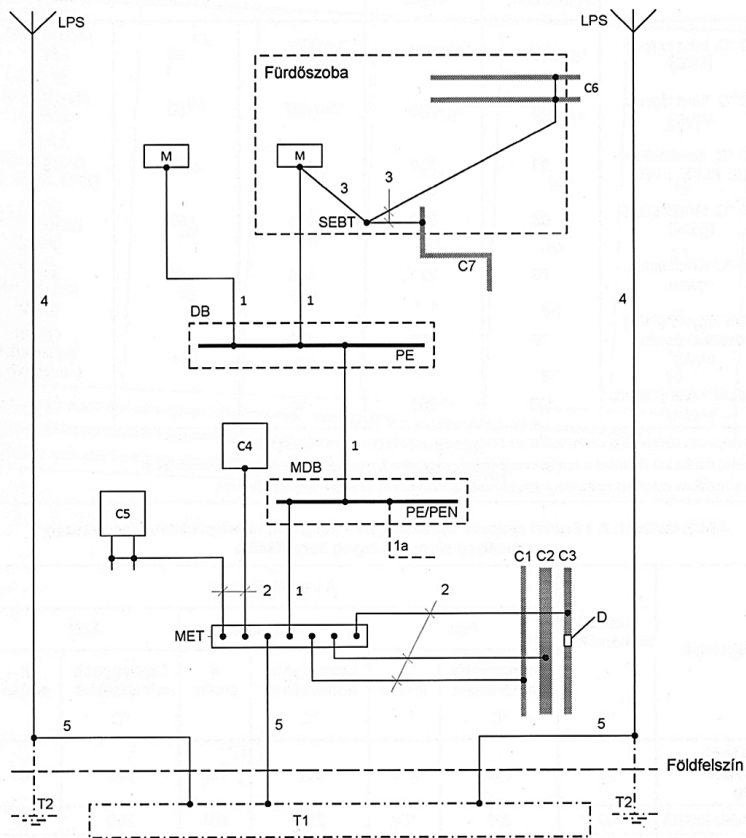 LPS
LPS
Fürdőszoba
C6
M
M
3
3
SEBT
C7
4
4
1
1
DB
PE
C4
1
MDB
C5
PE/PEN
1a
C1 C2 C3
2
1
2
D
MET
5
5
5
Földfelszín
T2
T1
T2